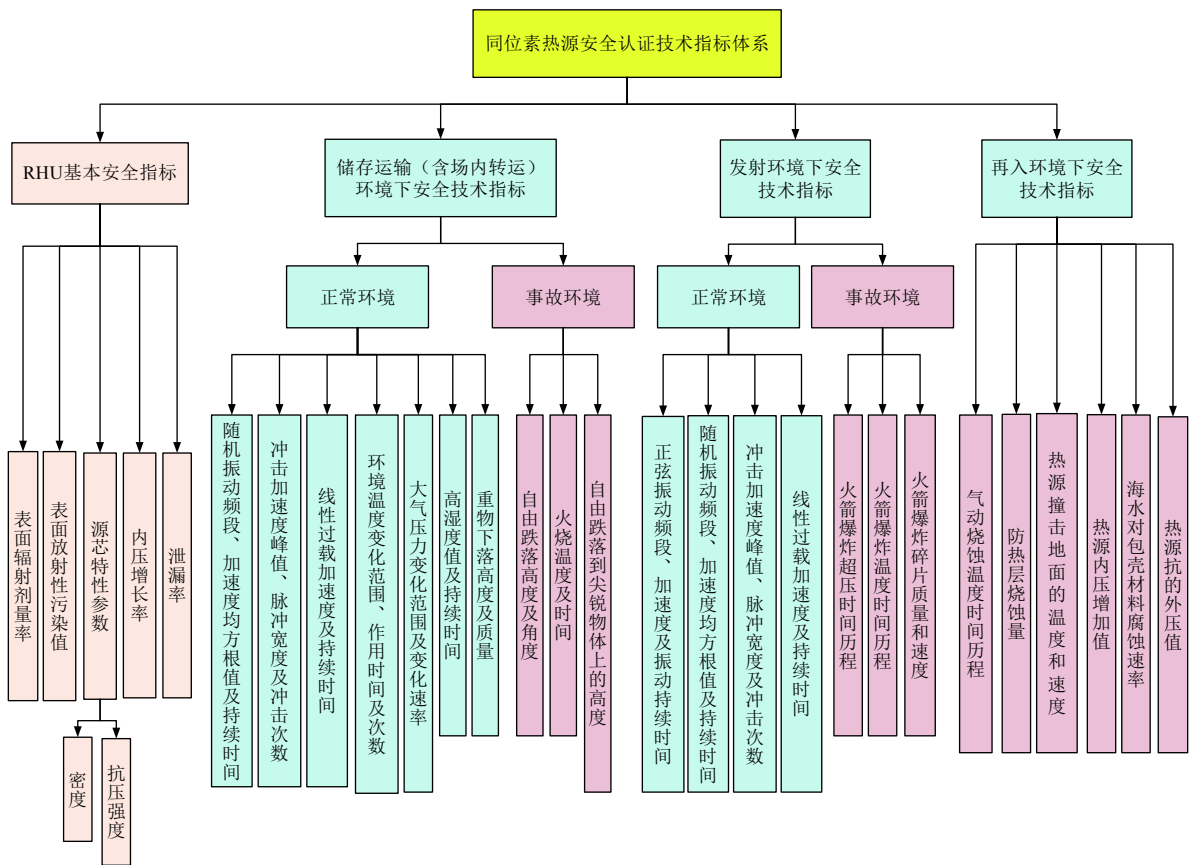 同位素热源安全认证技术指标体系
RHU基本安全指标
储存运输（含场内转运）
环境下安全技术指标
发射环境下安全
技术指标
再入环境下安全
技术指标
正常环境
事故环境
正常环境
事故环境
表面辐射剂量率
表面放射性污染值
源芯特性参数
内压增长率
泄漏率
随机振动频段、加速度均方根值及持续时间
冲击加速度峰值、脉冲宽度及冲击次数
线性过载加速度及持续时间
环境温度变化范围、作用时间及次数
大气压力变化范围及变化速率
高湿度值及持续时间
重物下落高度及质量
自由跌落高度及角度
火烧温度及时间
自由跌落到尖锐物体上的高度
正弦振动频段、加速度及振动持续时间
随机振动频段、加速度均方根值及持续时间
冲击加速度峰值、脉冲宽度及冲击次数
线性过载加速度及持续时间
火箭爆炸超压时间历程
火箭爆炸温度时间历程
火箭爆炸碎片质量和速度
气动烧蚀温度时间历程
防热层烧蚀量
热源撞击地面的温度和速度
热源内压增加值
海水对包壳材料腐蚀速率
热源抗的外压值
密度
抗压强度